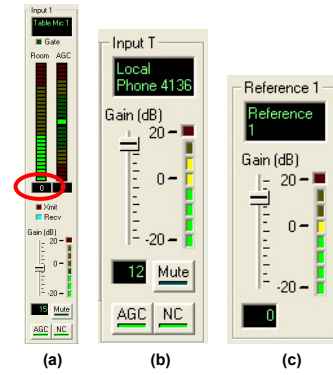 Input 1
Table Mic 1
Gate
Room AGC
0
Xmit
Recv
Gain (dB)
20
0
-20
15 Mute
AGC NC
(a)
Input T
Local
Phone 4136
Gain (dB)
20
0
-20
12 Mute
AGC NC
(b)
Reference 1
Reference
1
Gain (dB)
20
0
-20
0
(c)